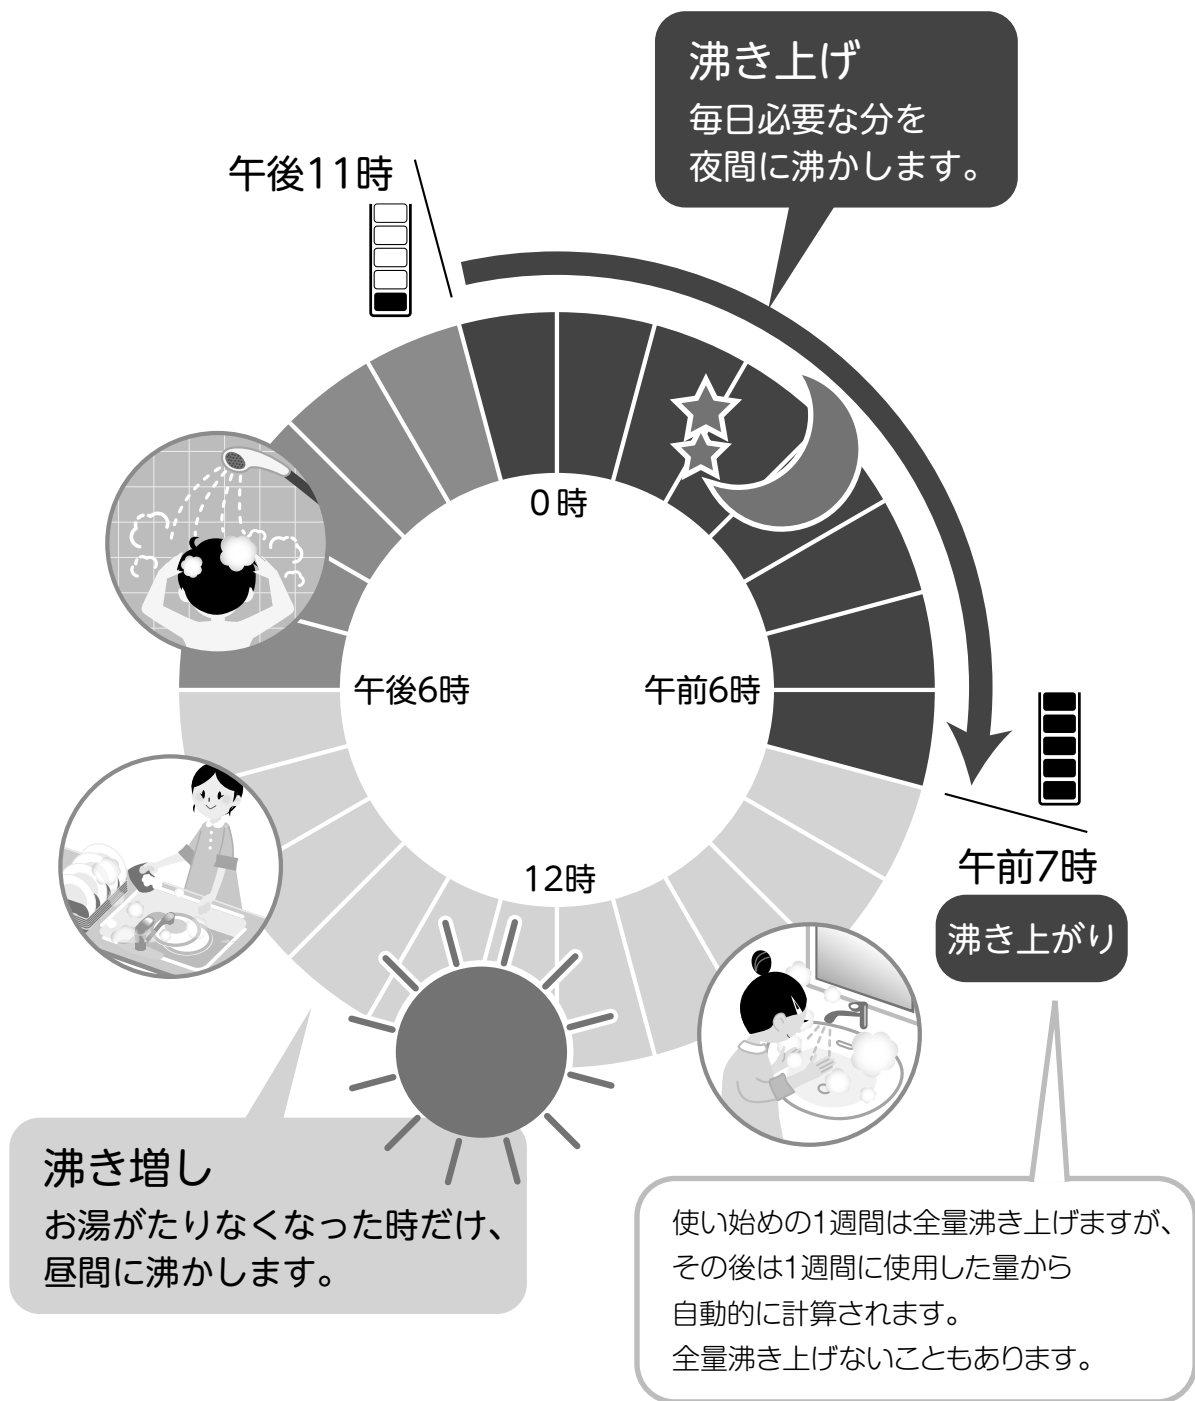 沸き上げ
毎日必要な分を
夜間に沸かします。
午後11時
0時
午後6時
午前6時
12時
午前7時
沸き上がり
沸き増し
お湯がたりなくなった時だけ、
昼間に沸かします。
使い始めの1週間は全量沸き上げますが、
その後は1週間に使用した量から
自動的に計算されます。
全量沸き上げないこともあります。